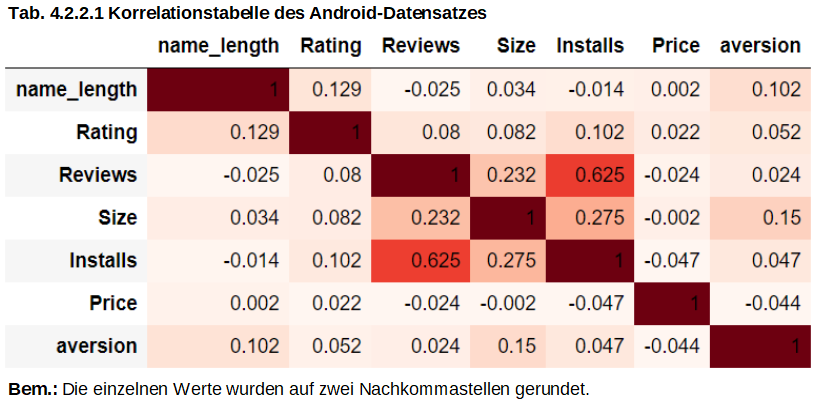 Tab. 4.2.2.1 Korrelationstabelle des Android-Datensatzes
name_length Rating Reviews Size Installs Price aversion
name_length 1 0.129 -0.025 0.034 -0.014 0.002 0.102
Rating 0.129 1 0.08 0.082 0.102 0.022 0.052
Reviews -0.025 0.08 1 0.232 0.625 -0.024 0.024
Size 0.034 0.082 0.232 1 0.275 -0.002 0.15
Installs -0.014 0.102 0.625 0.275 1 -0.047 0.047
Price 0.002 0.022 -0.024 -0.002 -0.047 1 -0.044
aversion 0.102 0.052 0.024 0.15 0.047 -0.044 1
Bem.: Die einzelnen Werte wurden auf zwei Nachkommastellen gerundet.